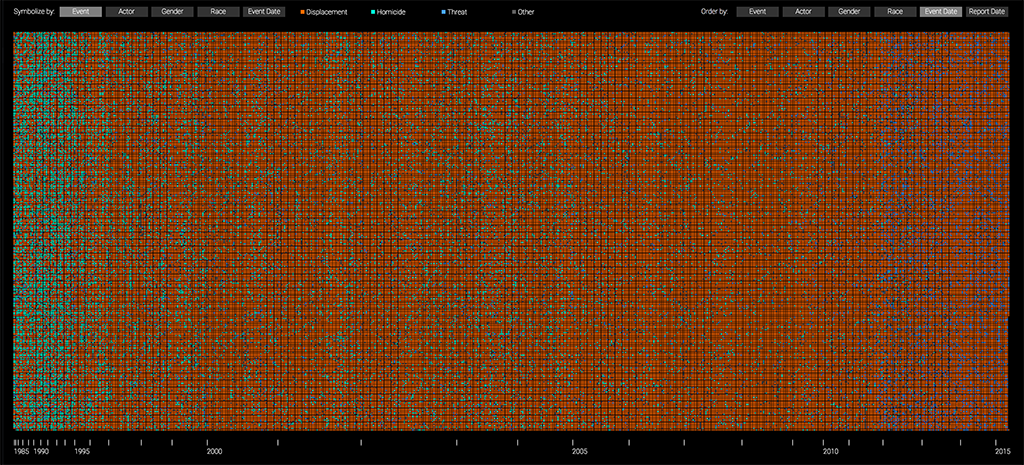 Symbolize by: Event Actor Gender Race Event Date Displacement Homicide Threat Other Order by: Event Actor Gender Race Event Date Report Date
1985 1990 1995 2000 2005 2010 2015